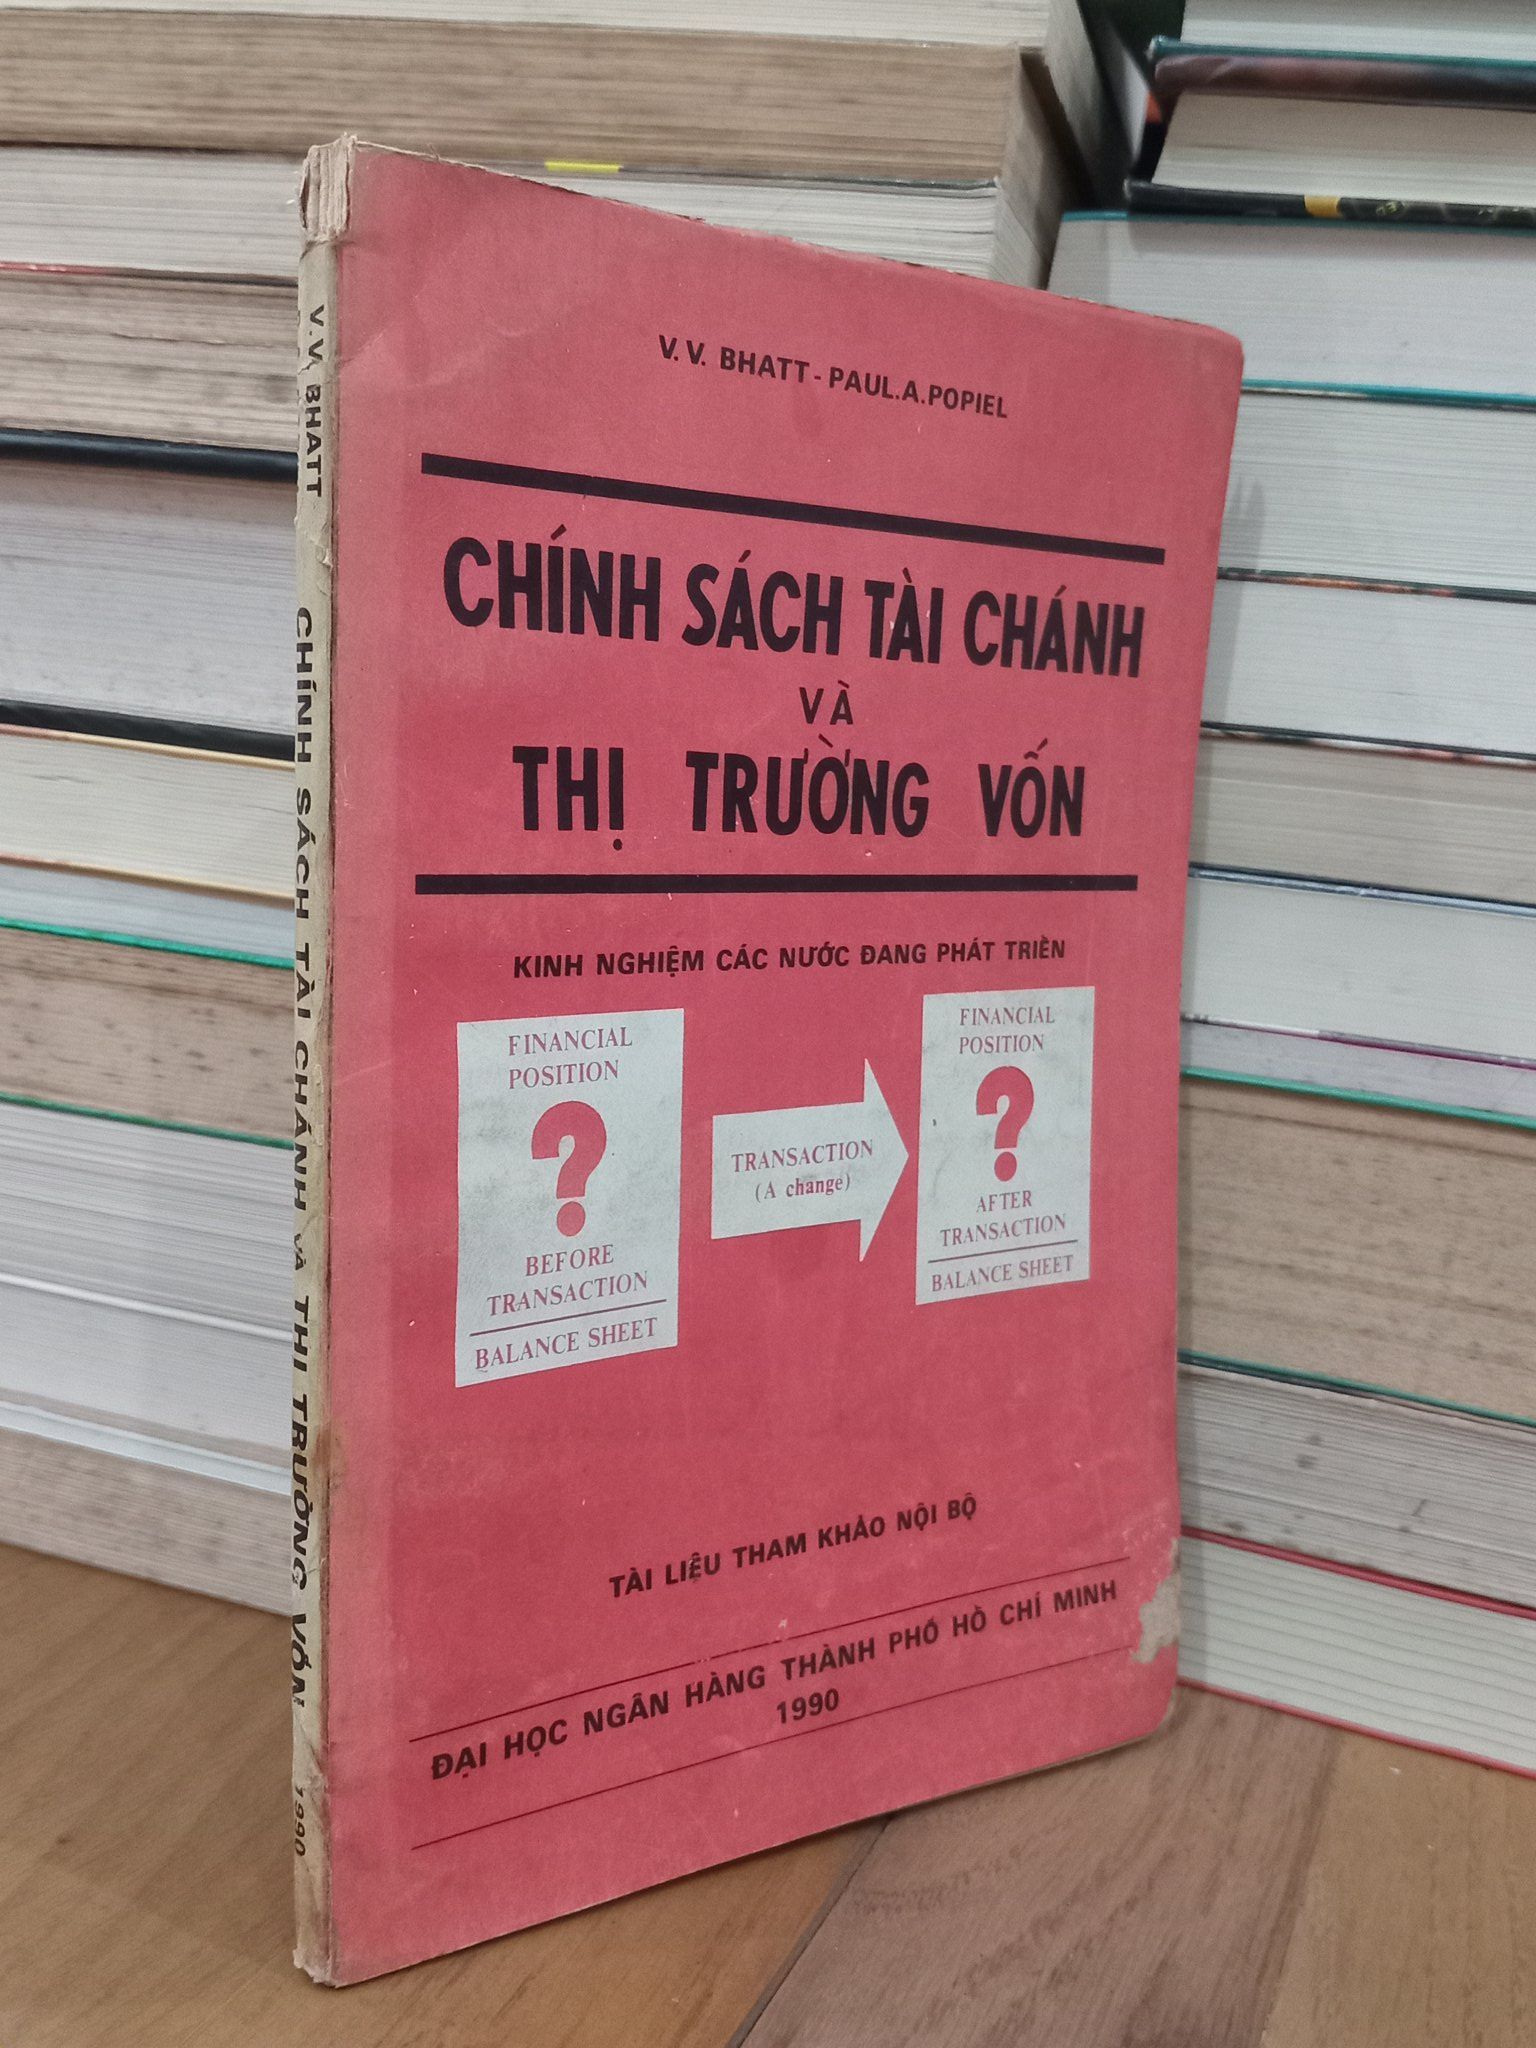 V. V. BHATT - PAUL.A.POPIEL
CHÍNH SÁCH TÀI CHÁNH
VÀ
THỊ TRƯỜNG VỐN
KINH NGHIỆM CÁC NƯỚC ĐANG PHÁT TRIỂN
FINANCIAL
POSITION
?
BEFORE
TRANSACTION
BALANCE SHEET
TRANSACTION
(A change)
FINANCIAL
POSITION
?
AFTER
TRANSACTION
BALANCE SHEET
TÀI LIỆU THAM KHẢO NỘI BỘ
ĐẠI HỌC NGÂN HÀNG THÀNH PHỐ HỒ CHÍ MINH
1990
V.V. BHATT CHÍNH SÁCH TÀI CHÁNH VÀ THỊ TRƯỜNG VỐN 1990